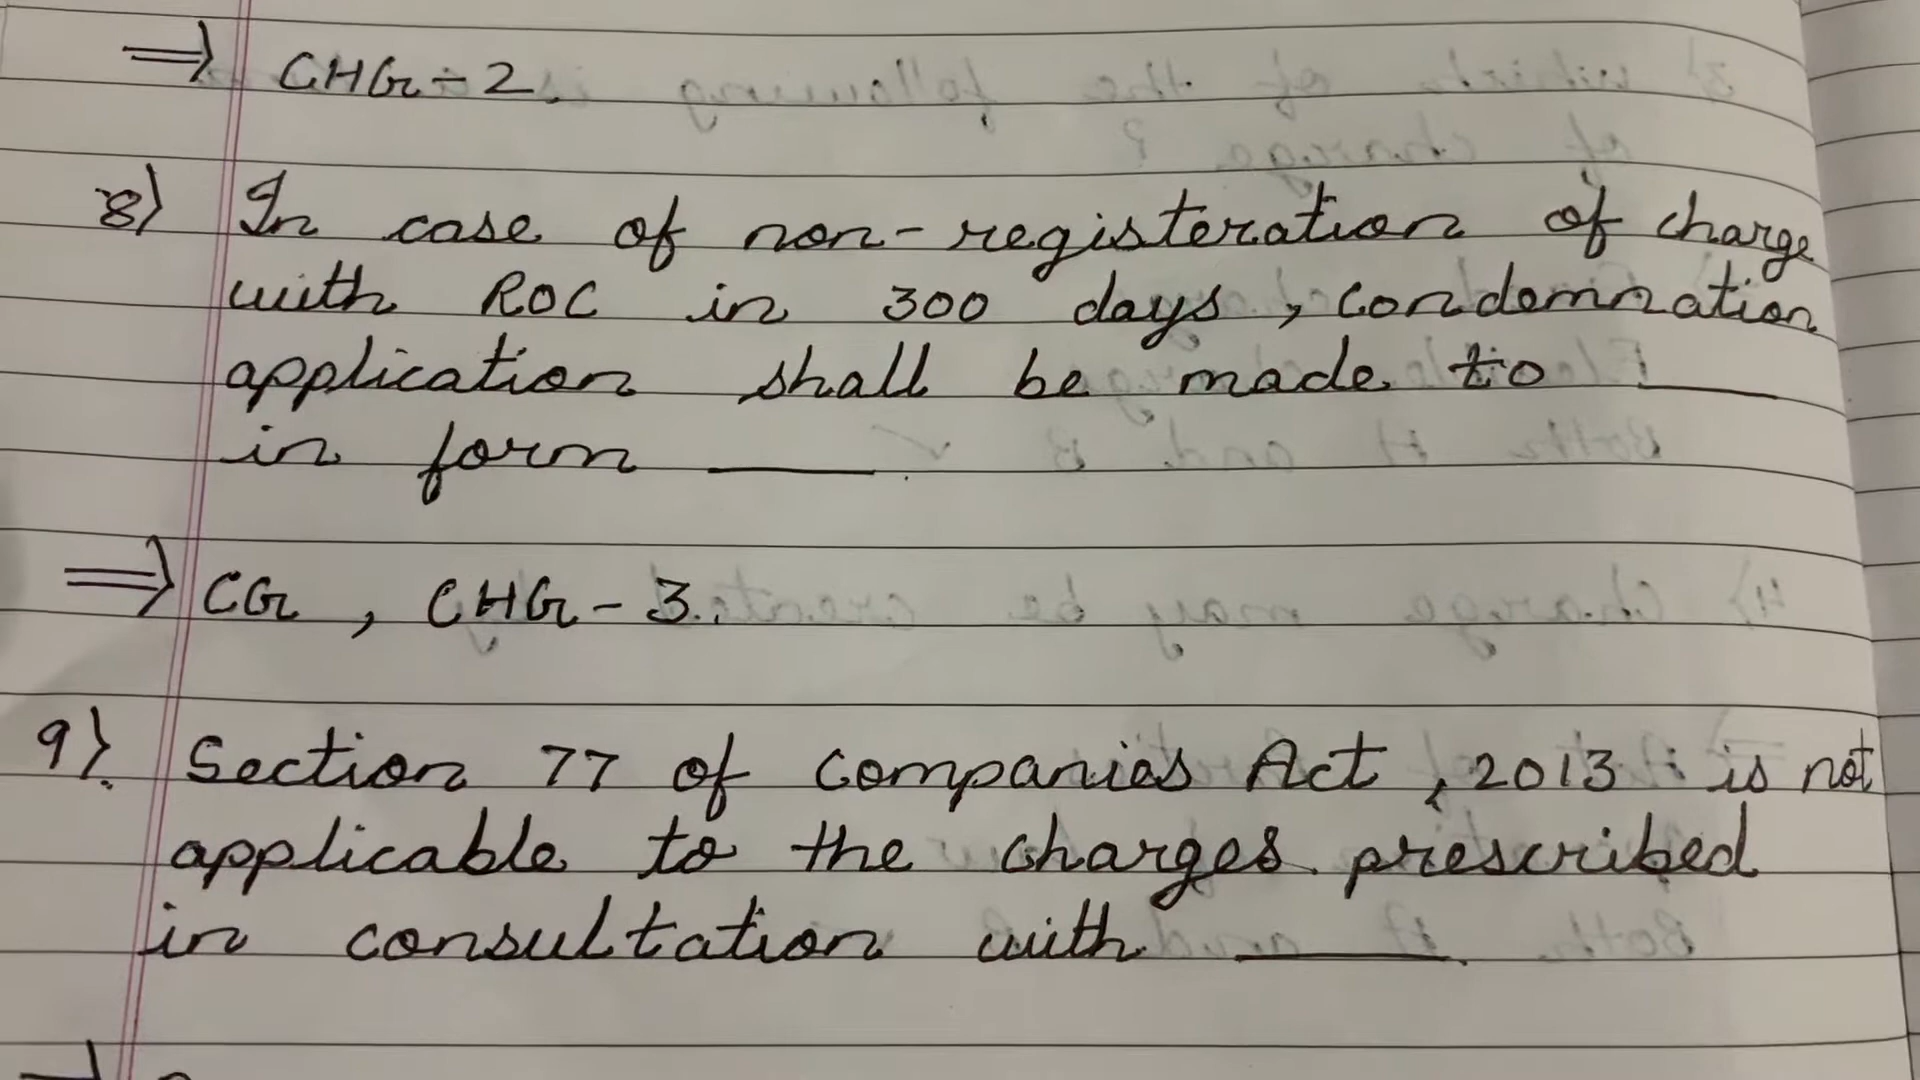 ⇒ CHG-2.
8) In case of non-registeration of charge
with ROC in 300 days, condemnation
application shall be made to ____
in form ____.
⇒ CG, CHG-3.
9) Section 77 of Companies Act, 2013 is not
applicable to the charges prescribed
in consultation with ____.